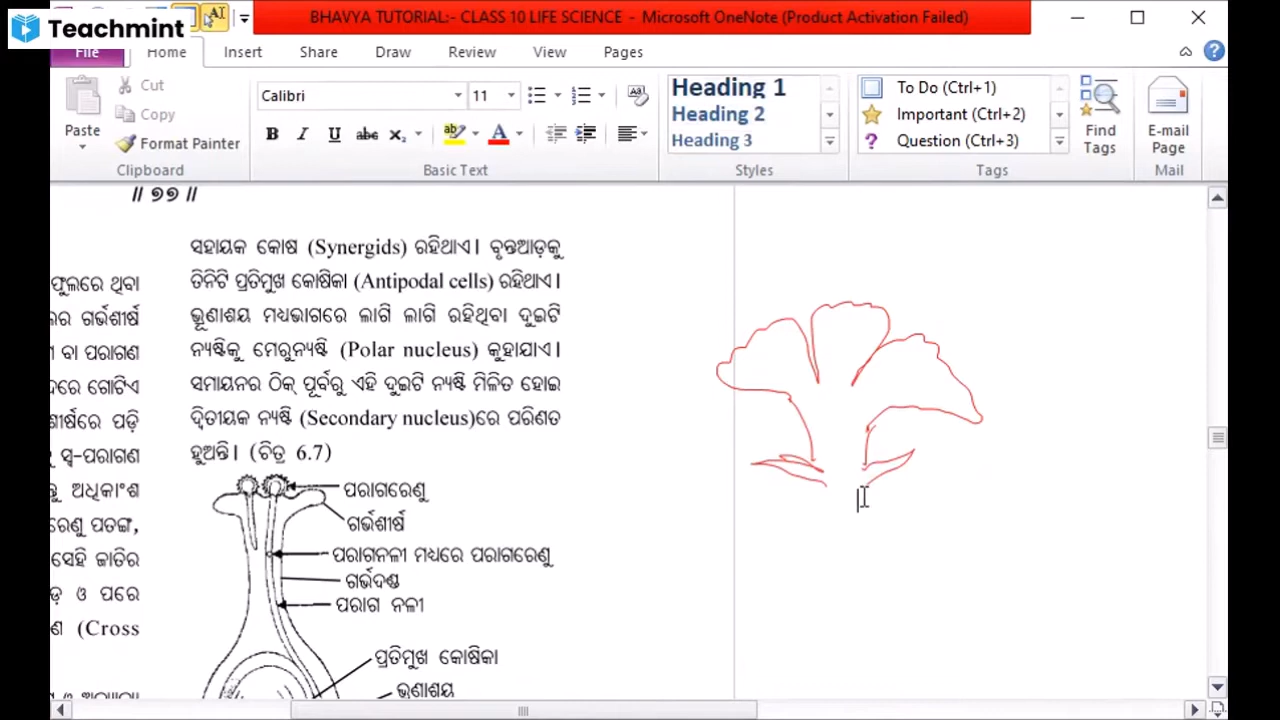 Teachmint
BHAVYA TUTORIAL:- CLASS 10 LIFE SCIENCE - Microsoft OneNote (Product Activation Failed)
File Home Insert Draw Review View Pages
Paste
Cut
Copy
Format Painter
Clipboard
Calibri 11
B I U abc X₂
Basic Text
Heading 1
Heading 2
Heading 3
Styles
To Do (Ctrl+1)
Important (Ctrl+2)
Question (Ctrl+3)
Tags
Find Tags
E-mail Page
Mail
// ୭୭ //
ଫୁଲରେ ଥିବା
ଗର୍ଭଶୀର୍ଷ
ବା ପରାଗଣ
ଗୋଟିଏ
ପଡ଼ି
ସ୍ବ-ପରାଗଣ
ଅଧିକାଂଶ
ପତଙ୍ଗ,
ସେହି ଜାତିର
ଓ ପରେ
(Cross
ସହାୟକ କୋଷ (Synergids) ରହିଥାଏ। ବୃନ୍ତଆଡ଼କୁ
ତିନିଟି ପ୍ରତିମୁଖ କୋଷିକା (Antipodal cells) ରହିଥାଏ।
ଭ୍ରୂଣାଶୟ ମଧ୍ୟଭାଗରେ ଲାଗି ଲାଗି ରହିଥିବା ଦୁଇଟି
ନ୍ୟଷ୍ଟିକୁ ମେରୁନ୍ୟଷ୍ଟି (Polar nucleus) କୁହାଯାଏ।
ସମାୟନର ଠିକ୍ ପୂର୍ବରୁ ଏହି ଦୁଇଟି ନ୍ୟଷ୍ଟି ମିଳିତ ହୋଇ
ଦ୍ୱିତୀୟକ ନ୍ୟଷ୍ଟି (Secondary nucleus)ରେ ପରିଣତ
ହୁଅନ୍ତି। (ଚିତ୍ର 6.7)
ପରାଗରେଣୁ
ଗର୍ଭଶୀର୍ଷ
ପରାଗନଳୀ ମଧ୍ୟରେ ପରାଗରେଣୁ
ଗର୍ଭଦଣ୍ଡ
ପରାଗ ନଳୀ
ପ୍ରତିମୁଖ କୋଷିକା
ଭ୍ରୂଣାଶୟ